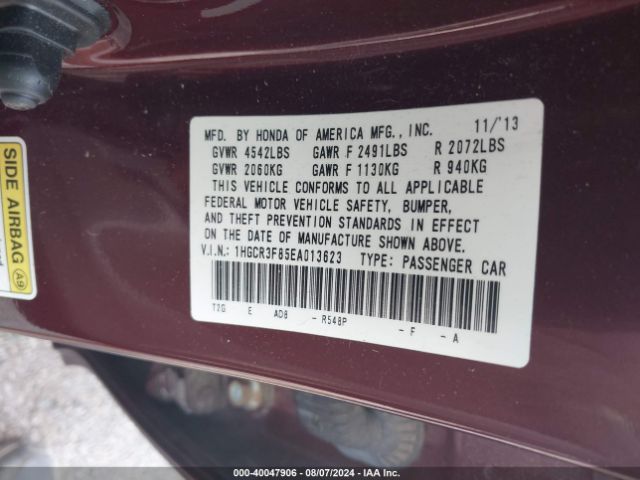 MFD. BY HONDA OF AMERICA MFG., INC. 11/'13
GVWR 4542LBS GAWR F 2491LBS R 2072LBS
GVWR 2060KG GAWR F 1130KG R 940KG
THIS VEHICLE CONFORMS TO ALL APPLICABLE
FEDERAL MOTOR VEHICLE SAFETY, BUMPER,
AND THEFT PREVENTION STANDARDS IN EFFECT
ON THE DATE OF MANUFACTURE SHOWN ABOVE.
V.I.N.: 1HGCR3F85EA013623 TYPE: PASSENGER CAR
T2G E AD8 - R548P - F - A
SIDE AIRBAG A9
000-40047906 - 08/07/2024 - IAA Inc.